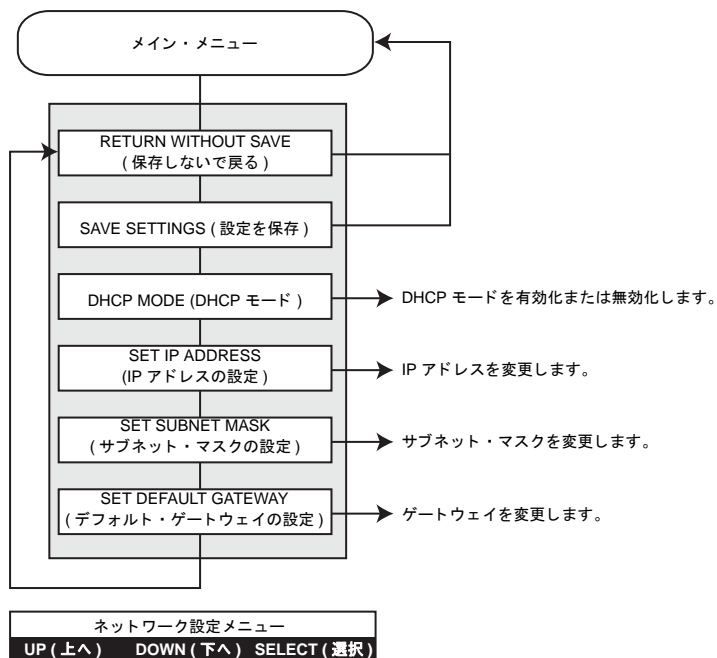 メイン・メニュー
RETURN WITHOUT SAVE
( 保存しないで戻る )
SAVE SETTINGS ( 設定を保存 )
DHCP MODE (DHCP モード )
DHCP モードを有効化または無効化します。
SET IP ADDRESS
(IP アドレスの設定 )
IP アドレスを変更します。
SET SUBNET MASK
( サブネット・マスクの設定 )
サブネット・マスクを変更します。
SET DEFAULT GATEWAY
( デフォルト・ゲートウェイの設定 )
ゲートウェイを変更します。
ネットワーク設定メニュー
UP ( 上へ ) DOWN ( 下へ ) SELECT ( 選択 )